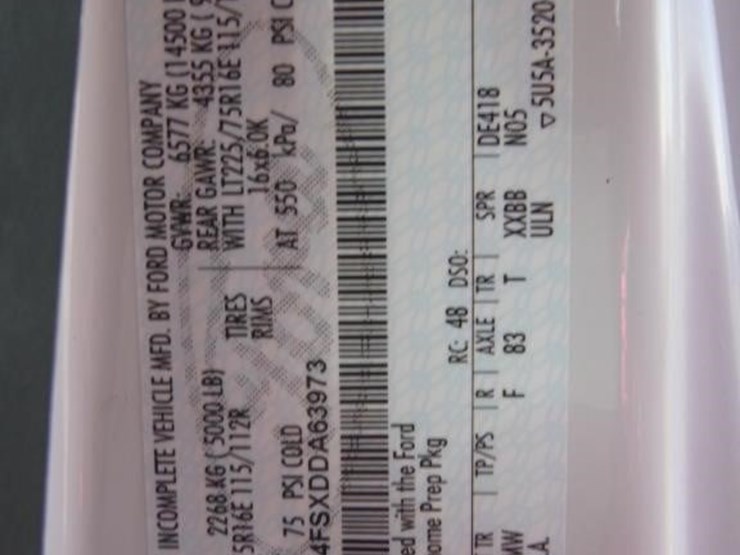 INCOMPLETE VEHICLE MFD. BY FORD MOTOR COMPANY
GVWR: 6577 KG (14500
2268 KG ( 5000 LB) REAR GAWR: 4355 KG (
5R16E 115/112R TIRES WITH LT225/75R16E 115/
RIMS 16x6.0K
75 PSI COLD AT 550 kPa/ 80 PSI C
4FSXDDA63973
ed with the Ford
ome Prep Pkg
RC: 48 DSO:
TR TP/PS R AXLE TR SPR DE418
MW F 83 T XXBB N05
A. ULN ▽ 5U5A-3520